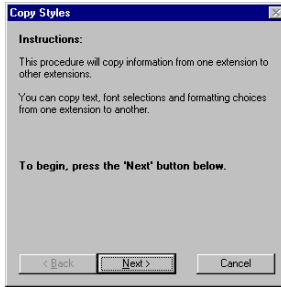 Copy Styles
Instructions:
This procedure will copy information from one extension to
other extensions.
You can copy text, font selections and formatting choices
from one extension to another.
To begin, press the 'Next' button below.
< Back
Next >
Cancel